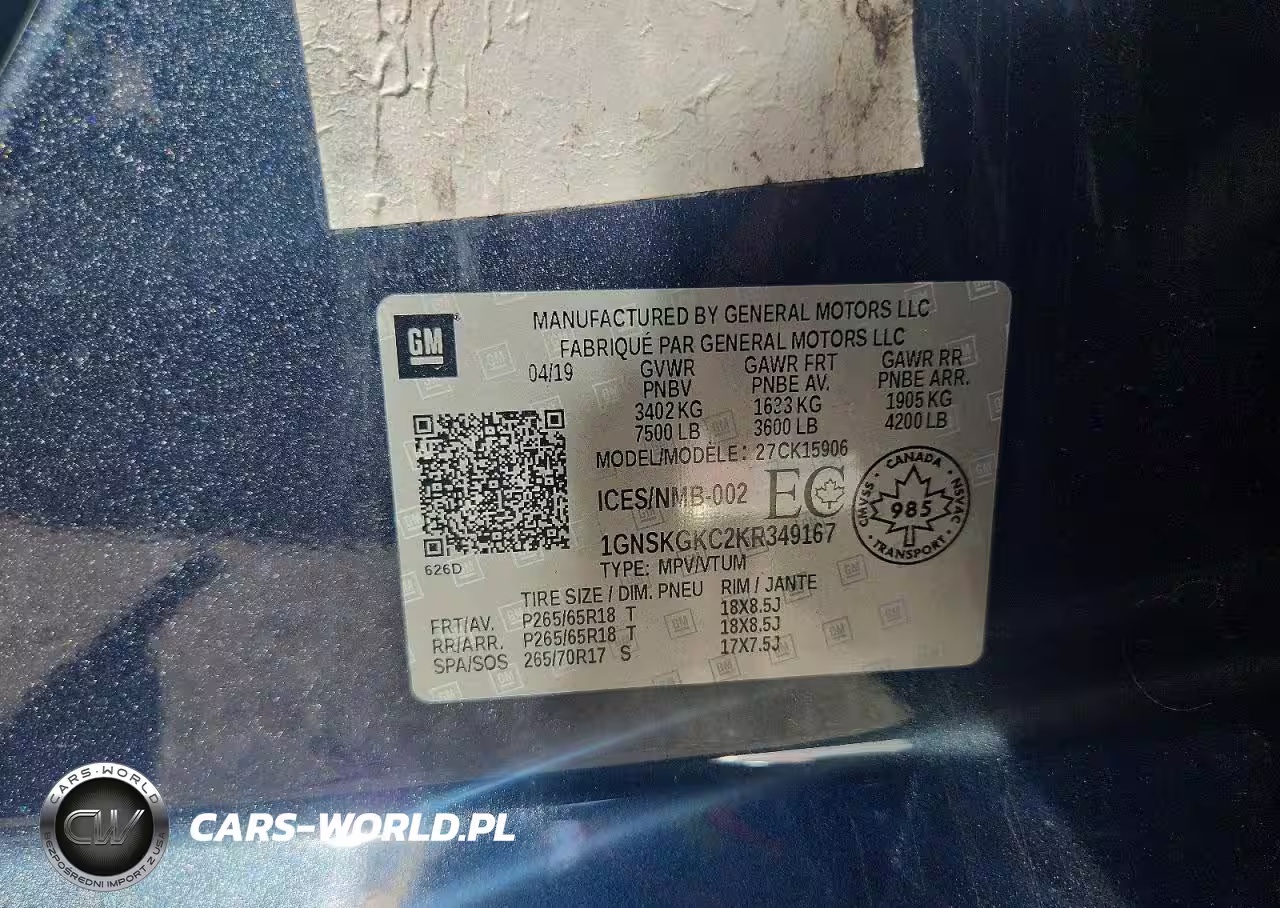 GM
MANUFACTURED BY GENERAL MOTORS LLC
FABRIQUÉ PAR GENERAL MOTORS LLC
04/19 GVWR GAWR FRT GAWR RR
PNBV PNBE AV. PNBE ARR.
3402 KG 1633 KG 1905 KG
7500 LB 3600 LB 4200 LB
MODEL/MODÈLE: 27CK15906
ICES/NMB-002 EC
CANADA
CMVSS 985 NSVAC
TRANSPORT
1GNSKGKC2KR349167
626D
TYPE: MPV/VTUM
TIRE SIZE / DIM. PNEU RIM / JANTE
FRT/AV. P265/65R18 T 18X8.5J
RR/ARR. P265/65R18 T 18X8.5J
SPA/SOS 265/70R17 S 17X7.5J
CARS-WORLD
CW
BEZPOŚREDNI IMPORT Z USA
CARS-WORLD.PL